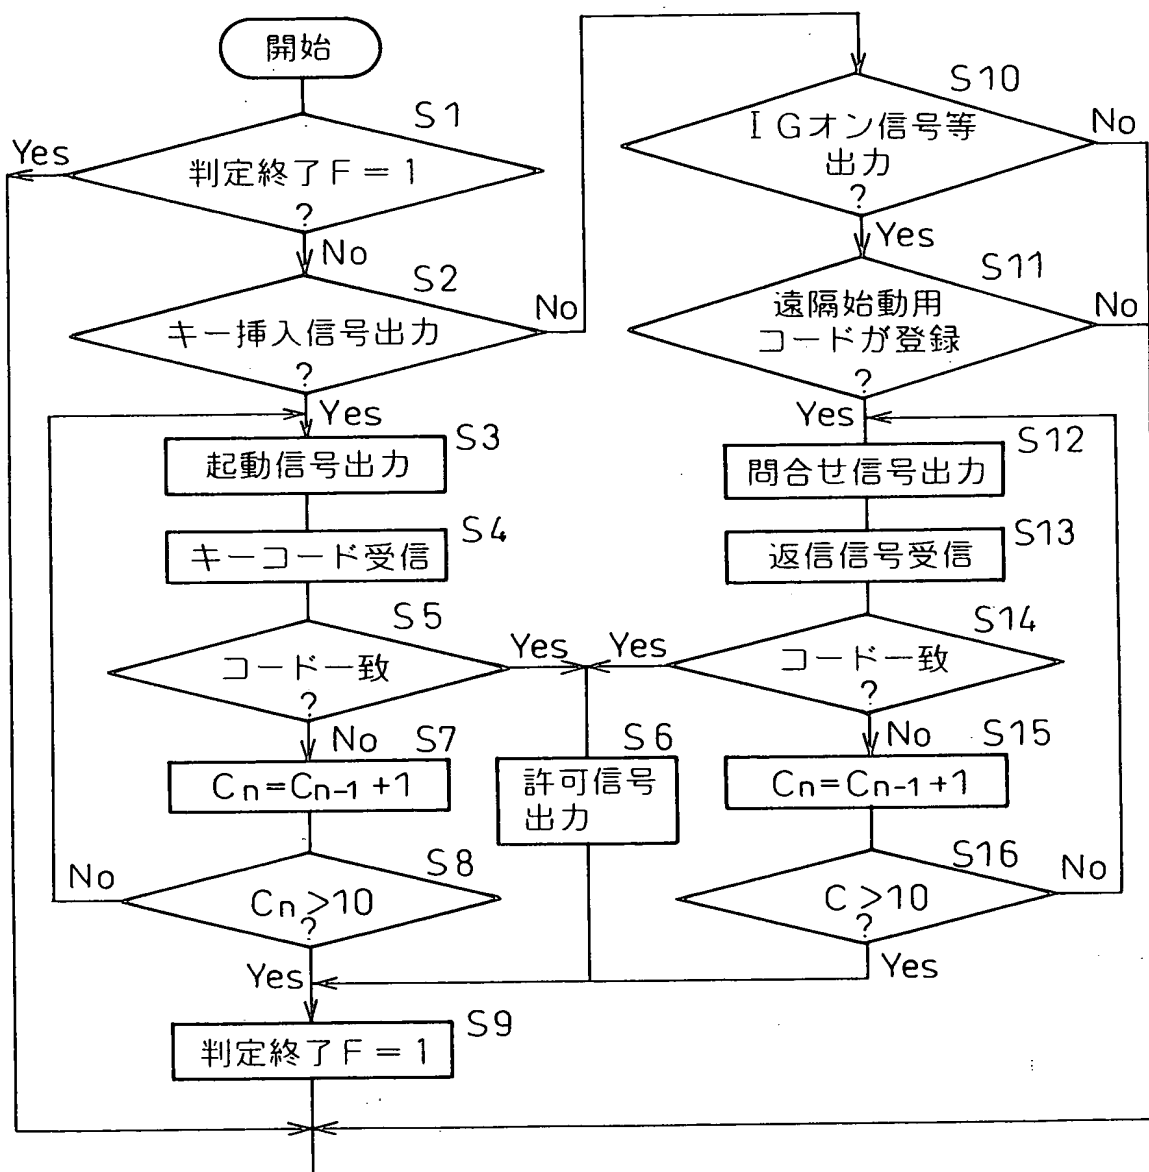 開始
S1
Yes
判定終了F=1
?
No
S2
キー挿入信号出力
?
No
Yes
S3
起動信号出力
S4
キーコード受信
S5
コード一致
?
Yes
No
S7
Cn=Cn-1+1
S8
Cn>10
?
No
Yes
S9
判定終了F=1
S6
許可信号
出力
S10
IGオン信号等
出力
?
No
Yes
S11
遠隔始動用
コードが登録
?
No
Yes
S12
問合せ信号出力
S13
返信信号受信
S14
コード一致
?
Yes
No
S15
Cn=Cn-1+1
S16
C>10
?
No
Yes